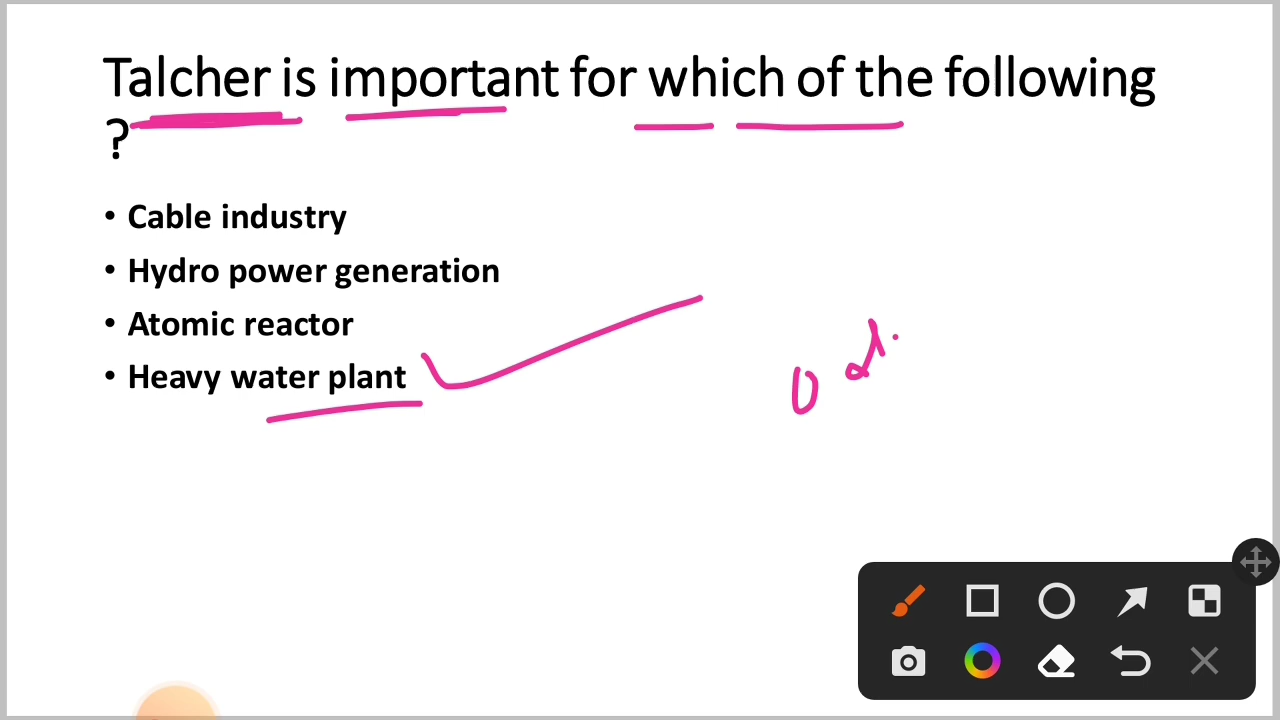 Talcher is important for which of the following
?
• Cable industry
• Hydro power generation
• Atomic reactor
• Heavy water plant